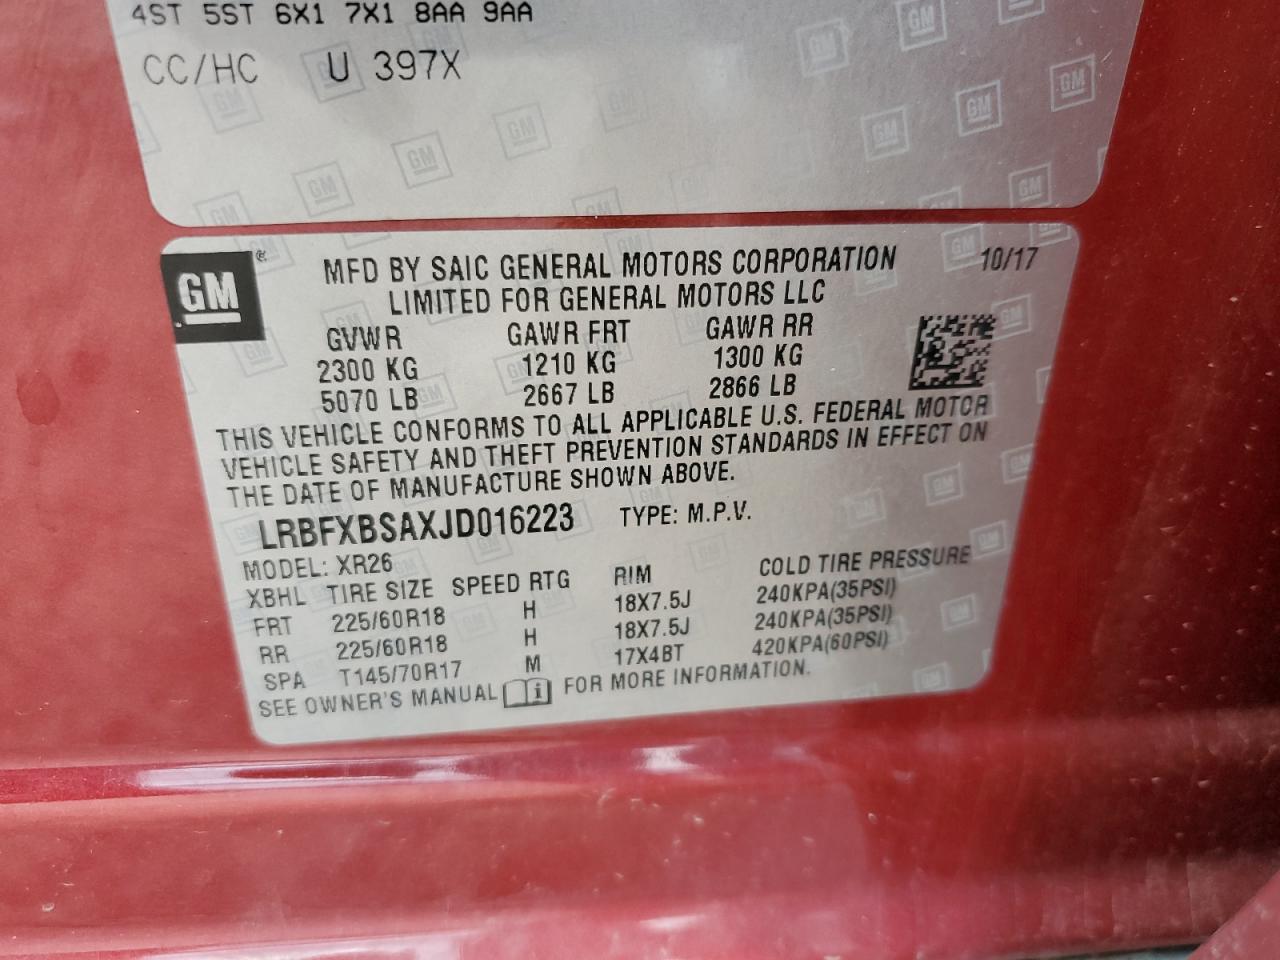 4ST 5ST 6X1 7X1 8AA 9AA
CC/HC U 397X
GM ®
MFD BY SAIC GENERAL MOTORS CORPORATION 10/17
LIMITED FOR GENERAL MOTORS LLC
GVWR GAWR FRT GAWR RR
2300 KG 1210 KG 1300 KG
5070 LB 2667 LB 2866 LB
THIS VEHICLE CONFORMS TO ALL APPLICABLE U.S. FEDERAL MOTOR
VEHICLE SAFETY AND THEFT PREVENTION STANDARDS IN EFFECT ON
THE DATE OF MANUFACTURE SHOWN ABOVE.
LRBFXBSAXJD016223 TYPE: M.P.V.
MODEL: XR26
XBHL TIRE SIZE SPEED RTG RIM COLD TIRE PRESSURE
FRT 225/60R18 H 18X7.5J 240KPA(35PSI)
RR 225/60R18 H 18X7.5J 240KPA(35PSI)
SPA T145/70R17 M 17X4BT 420KPA(60PSI)
SEE OWNER'S MANUAL i FOR MORE INFORMATION.